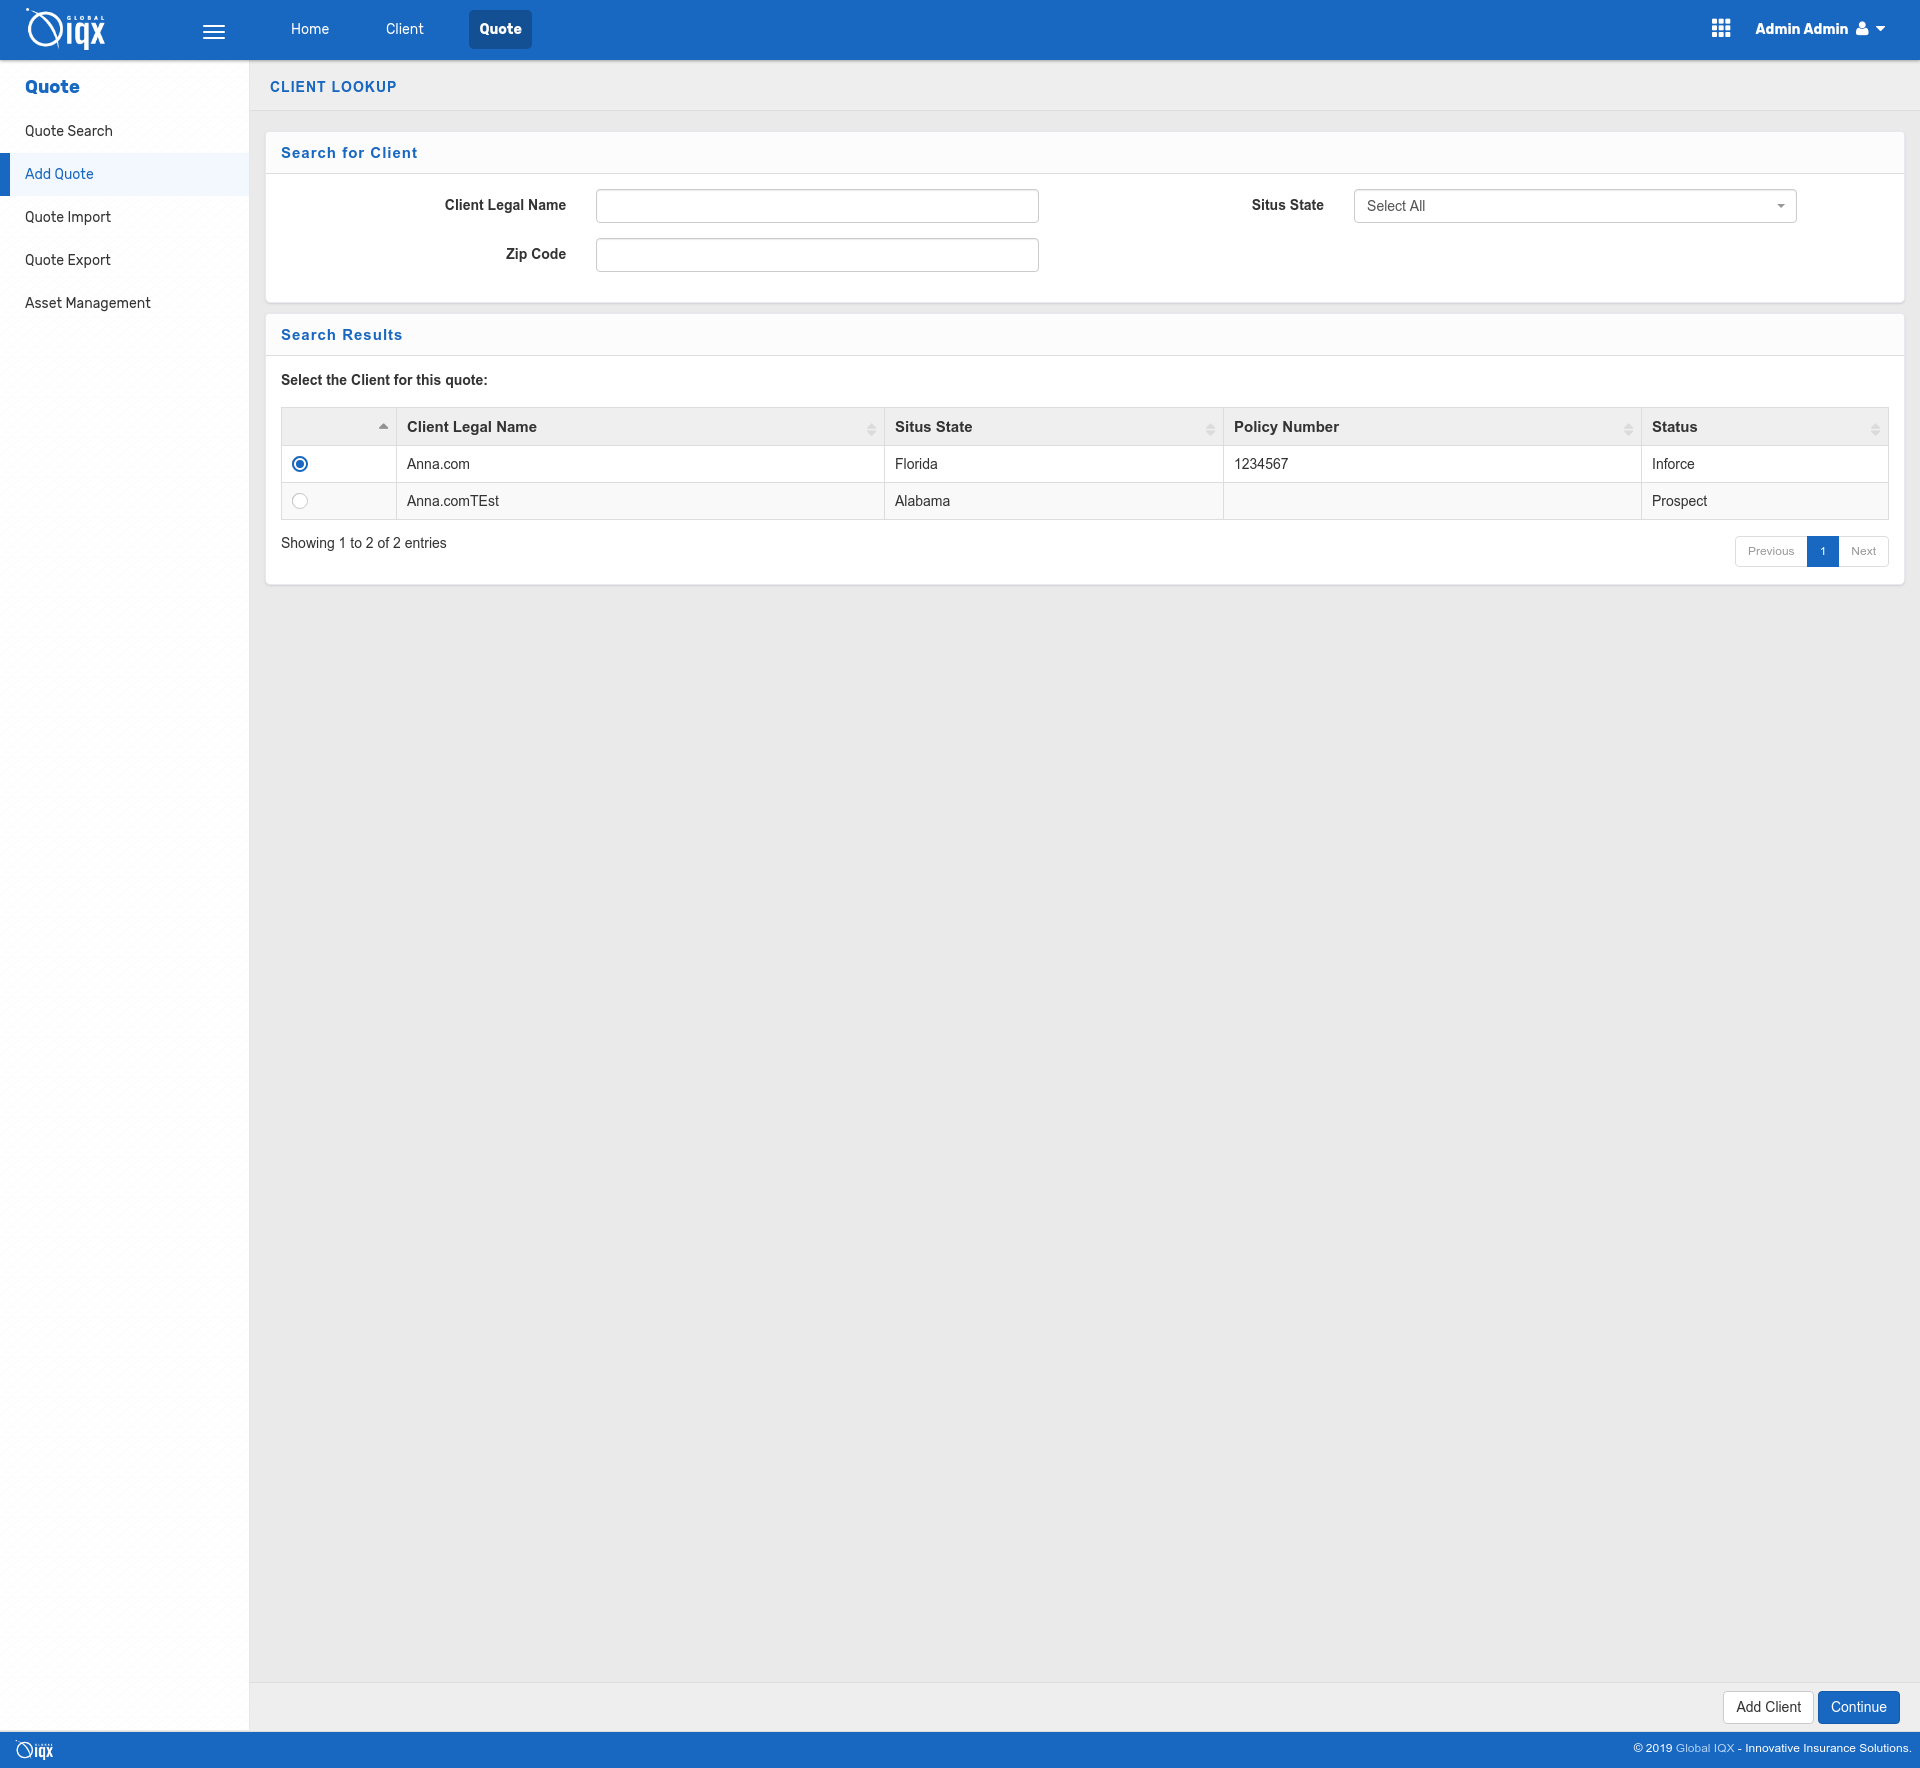 GLOBAL
iqx
Home
Client
Quote
Admin Admin
Quote
Quote Search
Add Quote
Quote Import
Quote Export
Asset Management
CLIENT LOOKUP
Search for Client
Client Legal Name
Situs State
Select All
Zip Code
Search Results
Select the Client for this quote:
Client Legal Name Situs State Policy Number Status
Anna.com Florida 1234567 Inforce
Anna.comTEst Alabama Prospect
Showing 1 to 2 of 2 entries
Previous 1 Next
Add Client
Continue
GLOBAL
iqx
© 2019 Global IQX - Innovative Insurance Solutions.